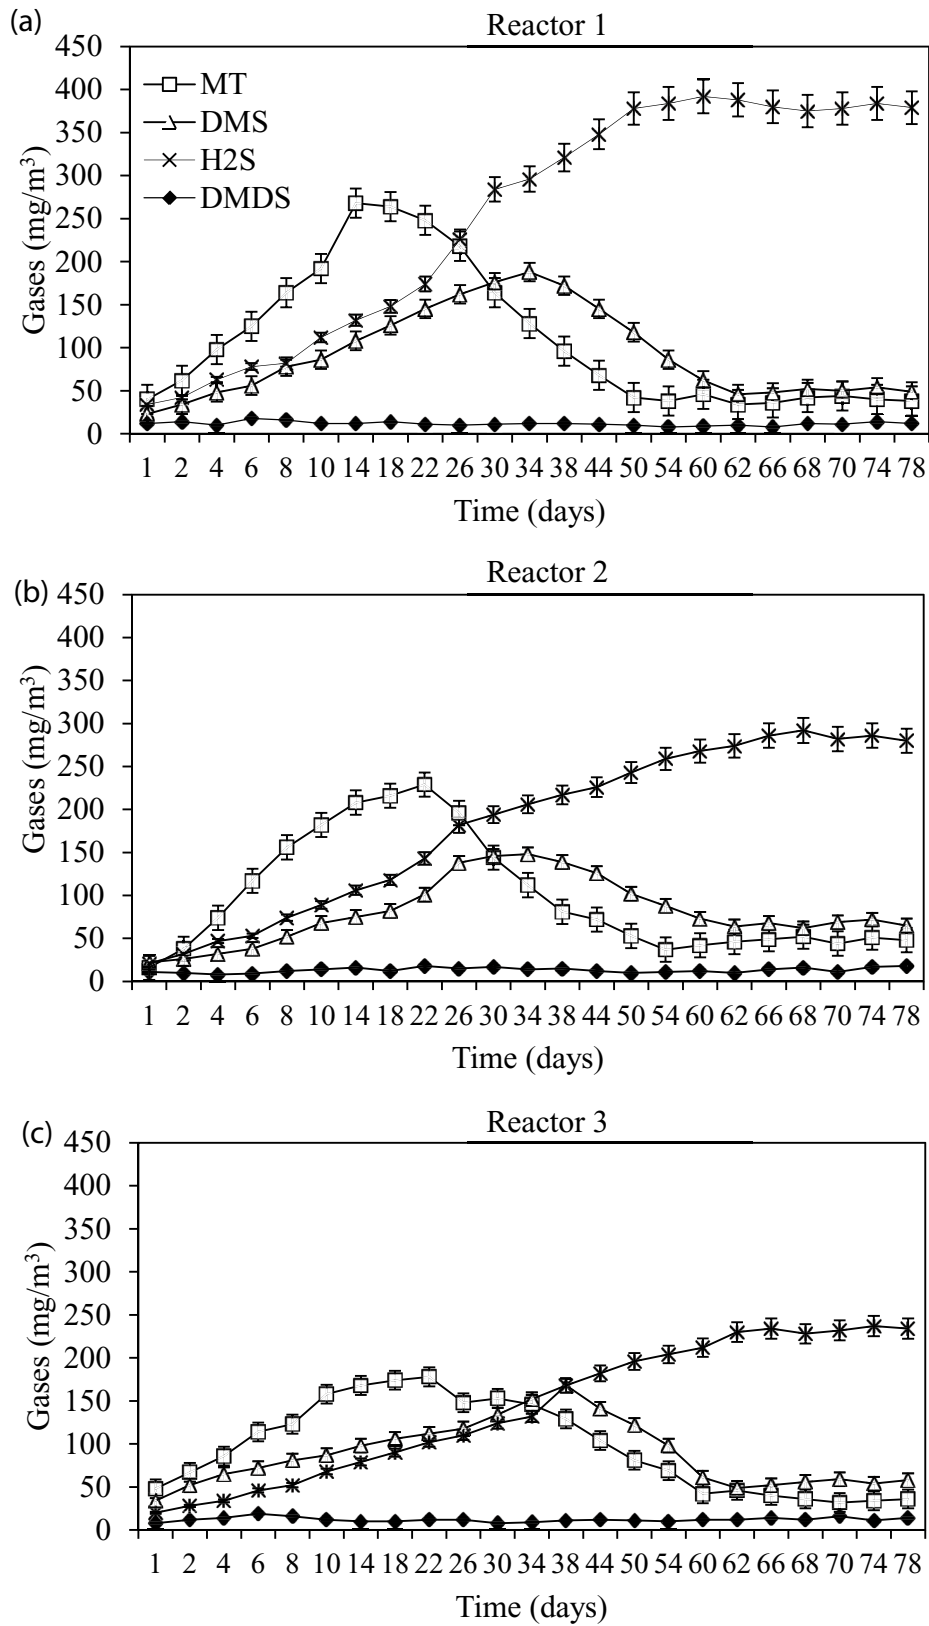 (a)
Reactor 1
450
400
350
300
250
200
150
100
50
0
Gases (mg/m³)
MT
DMS
H2S
DMDS
1 2 4 6 8 10 14 18 22 26 30 34 38 44 50 54 60 62 66 68 70 74 78
Time (days)
(b)
Reactor 2
450
400
350
300
250
200
150
100
50
0
Gases (mg/m³)
1 2 4 6 8 10 14 18 22 26 30 34 38 44 50 54 60 62 66 68 70 74 78
Time (days)
(c)
Reactor 3
450
400
350
300
250
200
150
100
50
0
Gases (mg/m³)
1 2 4 6 8 10 14 18 22 26 30 34 38 44 50 54 60 62 66 68 70 74 78
Time (days)